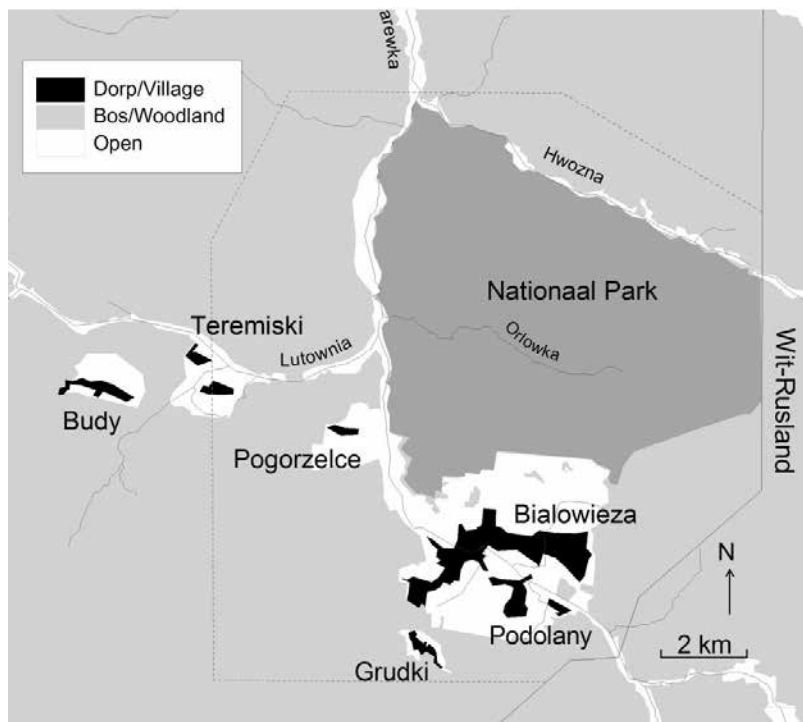 arewka
Dorp/Village
Bos/Woodland
Open
Hwozna
Nationaal Park
Teremiski
Orlowka
Lutownia
Wit-Rusland
Budy
Pogorzelce
Bialowieza
N
Podolany
2 km
Grudki